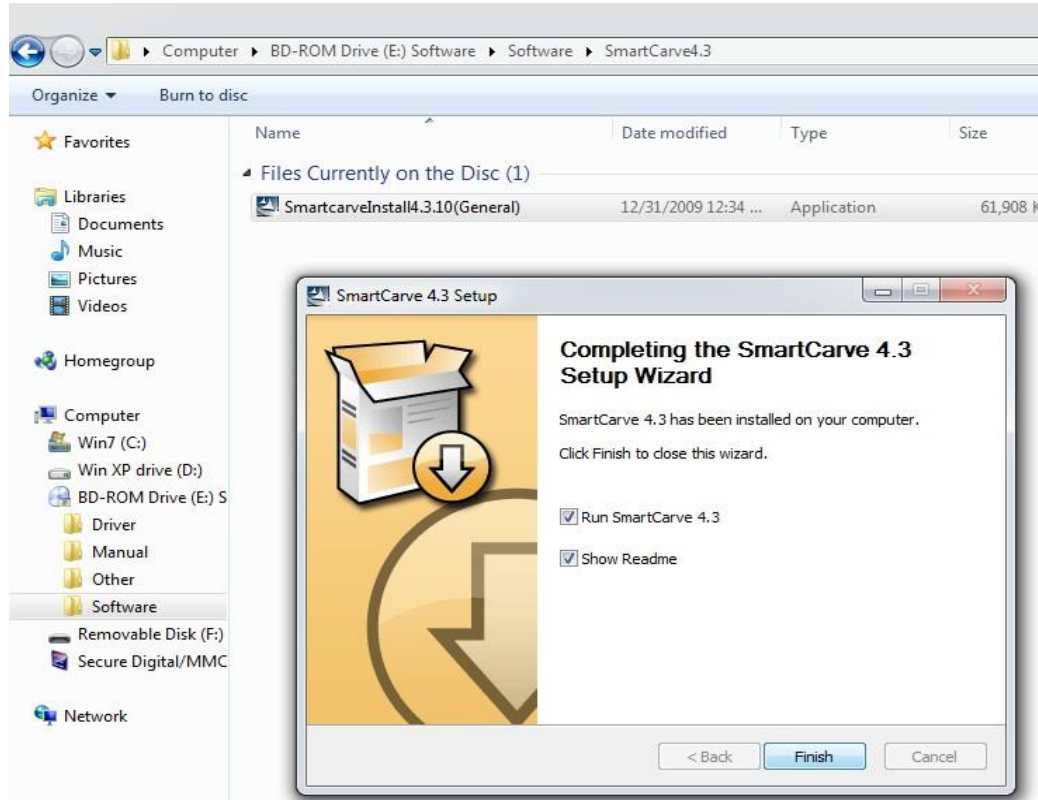 Computer ▸ BD-ROM Drive (E:) Software ▸ Software ▸ SmartCarve4.3
Organize Burn to disc
Favorites
Libraries
Documents
Music
Pictures
Videos
Homegroup
Computer
Win7 (C:)
Win XP drive (D:)
BD-ROM Drive (E:) S
Driver
Manual
Other
Software
Removable Disk (F:)
Secure Digital/MMC
Network
Name Date modified Type Size
Files Currently on the Disc (1)
SmartcarveInstall4.3.10(General) 12/31/2009 12:34 ... Application 61,908 K
SmartCarve 4.3 Setup
Completing the SmartCarve 4.3
Setup Wizard
SmartCarve 4.3 has been installed on your computer.
Click Finish to close this wizard.
Run SmartCarve 4.3
Show Readme
< Back Finish Cancel